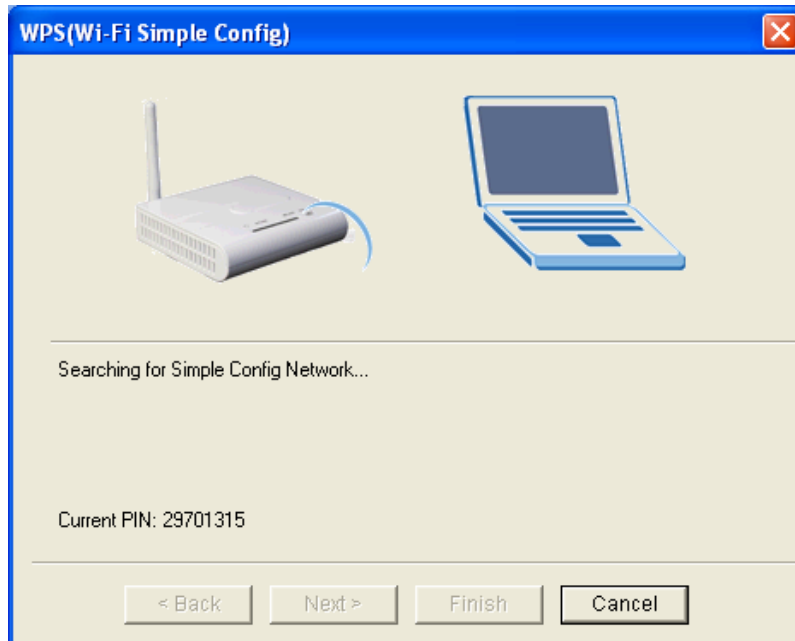 WPS(Wi-Fi Simple Config)
Searching for Simple Config Network...
Current PIN: 29701315
< Back Next > Finish Cancel